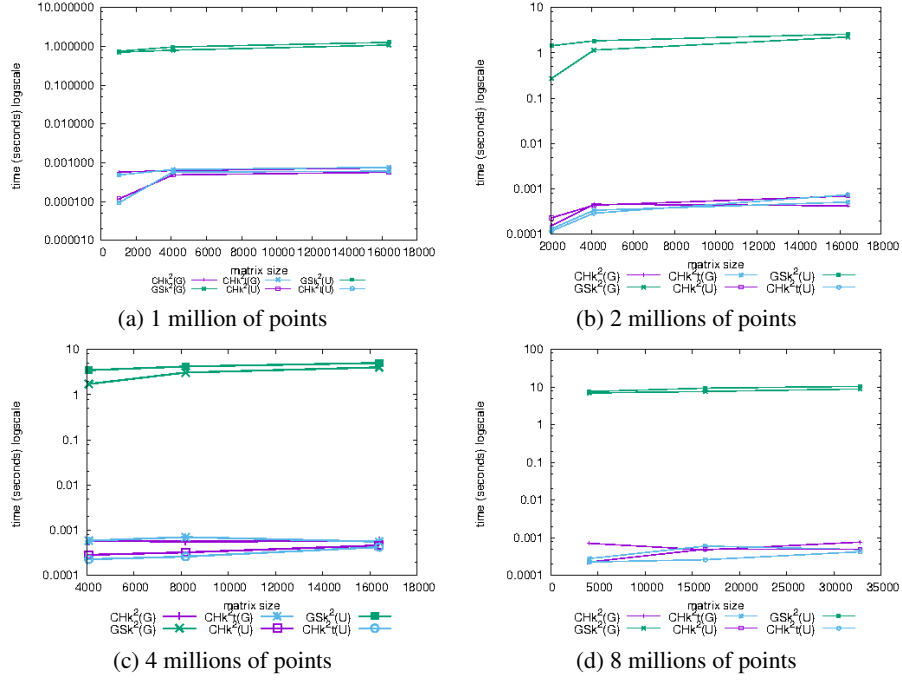 10.000000
1.000000
0.100000
0.010000
0.001000
0.000100
0.000010
time (seconds) logscale
0 2000 4000 6000 8000 10000 12000 14000 16000 18000
matrix size
CHk²(G) CHk²t(G) GSk²(U)
GSk²(G) CHk²(U) CHk²t(U)
(a) 1 million of points
10
1
0.1
0.01
0.001
0.0001
time (seconds) logscale
2000 4000 6000 8000 10000 12000 14000 16000 18000
matrix size
CHk²(G) CHk²t(G) GSk²(U)
GSk²(G) CHk²(U) CHk²t(U)
(b) 2 millions of points
10
1
0.1
0.01
0.001
0.0001
time (seconds) logscale
4000 6000 8000 10000 12000 14000 16000 18000
matrix size
CHk²(G) CHk²t(G) GSk²(U)
GSk²(G) CHk²(U) CHk²t(U)
(c) 4 millions of points
100
10
1
0.1
0.01
0.001
0.0001
time (seconds) logscale
0 5000 10000 15000 20000 25000 30000 35000
matrix size
CHk²(G) CHk²t(G) GSk²(U)
GSk²(G) CHk²(U) CHk²t(U)
(d) 8 millions of points